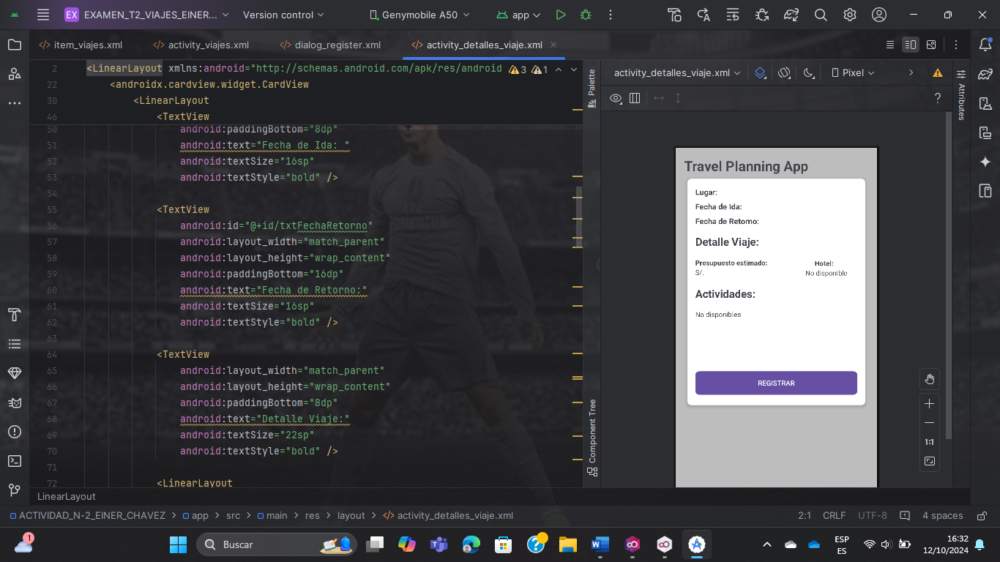 EX EXAMEN_T2_VIAJES_EINER... Version control Genymobile A50 app
item_viajes.xml activity_viajes.xml dialog_register.xml activity_detalles_viaje.xml
2 <LinearLayout xmlns:android="http://schemas.android.com/apk/res/android 3 1
22 <androidx.cardview.widget.CardView
30 <LinearLayout
46 <TextView
50 android:paddingBottom="8dp"
51 android:text="Fecha de Ida: "
52 android:textSize="16sp"
53 android:textStyle="bold" />
54
55 <TextView
56 android:id="@+id/txtFechaRetorno"
57 android:layout_width="match_parent"
58 android:layout_height="wrap_content"
59 android:paddingBottom="16dp"
60 android:text="Fecha de Retorno:"
61 android:textSize="16sp"
62 android:textStyle="bold" />
63
64 <TextView
65 android:layout_width="match_parent"
66 android:layout_height="wrap_content"
67 android:paddingBottom="8dp"
68 android:text="Detalle Viaje:"
69 android:textSize="22sp"
70 android:textStyle="bold" />
71
72 <LinearLayout
Palette
Component Tree
activity_detalles_viaje.xml Pixel
?
Attributes
Travel Planning App
Lugar:
Fecha de Ida:
Fecha de Retorno:
Detalle Viaje:
Presupuesto estimado: Hotel:
S/. No disponible
Actividades:
No disponibles
REGISTRAR
1:1
LinearLayout
ACTIVIDAD_N-2_EINER_CHAVEZ app src main res layout activity_detalles_viaje.xml 2:1 CRLF UTF-8 4 spaces
1 Buscar ESP
ES
16:32
12/10/2024